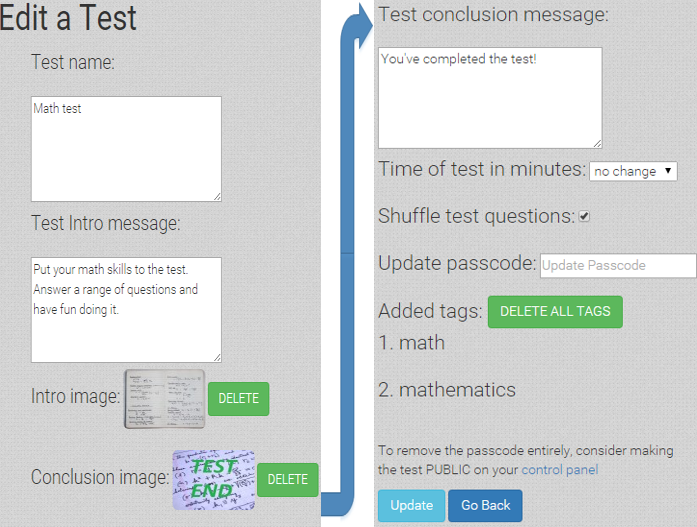 Edit a Test
Test name:
Math test
Test Intro message:
Put your math skills to the test.
Answer a range of questions and
have fun doing it.
Intro image:
DELETE
Conclusion image:
TEST
END
DELETE
Test conclusion message:
You've completed the test!
Time of test in minutes: no change
Shuffle test questions:
Update passcode: Update Passcode
Added tags: DELETE ALL TAGS
1. math
2. mathematics
To remove the passcode entirely, consider making
the test PUBLIC on your control panel
Update Go Back